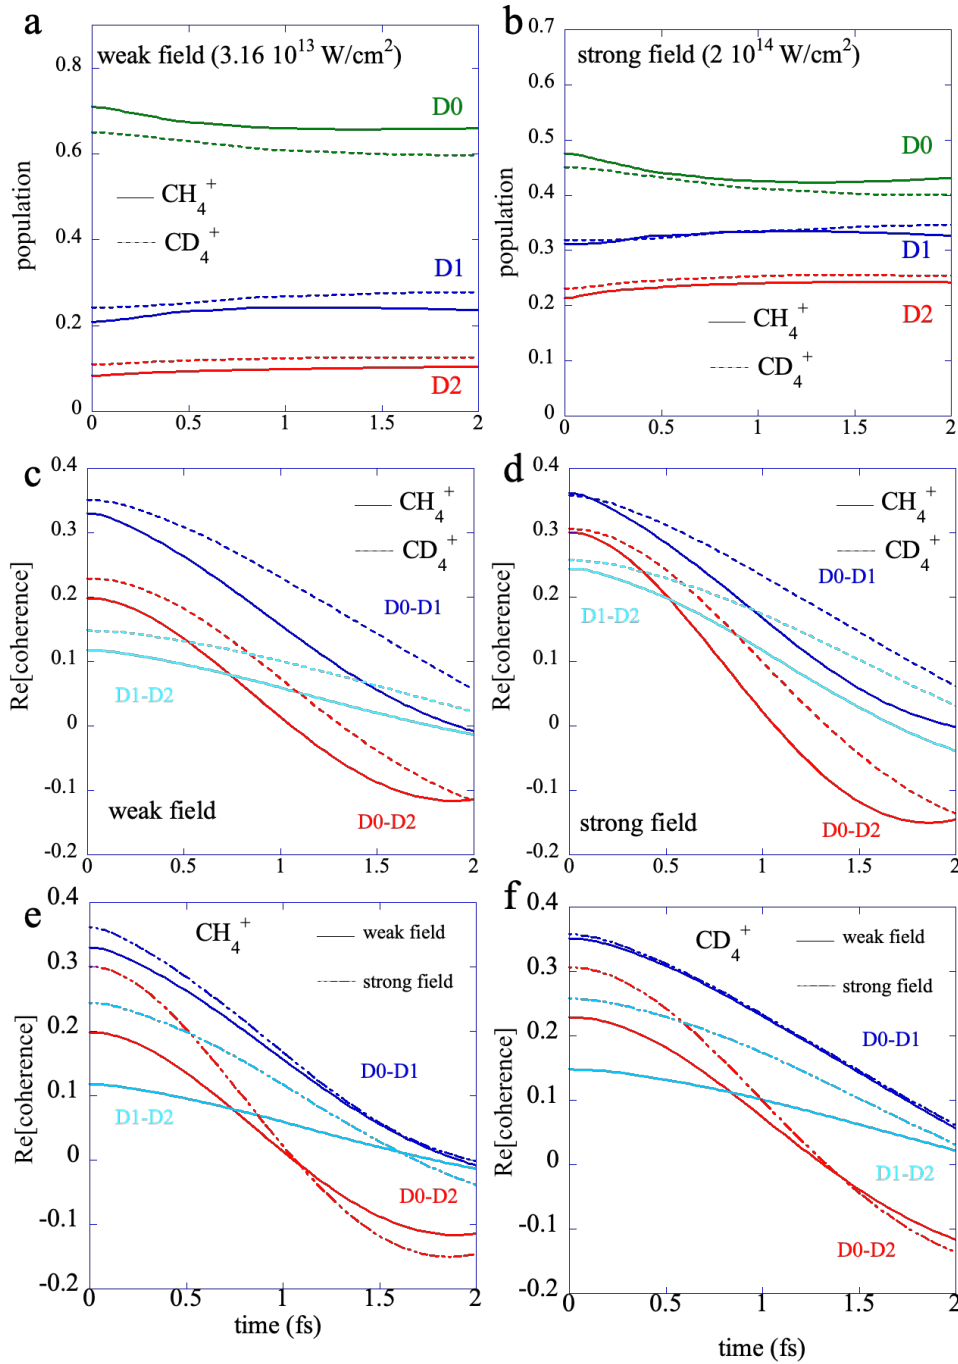 a
weak field (3.16 10^13 W/cm^2)
0.8
0.6
0.4
0.2
0
population
D0
CH4+
CD4+
D1
D2
0 0.5 1 1.5 2
b
strong field (2 10^14 W/cm^2)
0.7
0.6
0.5
0.4
0.3
0.2
0.1
0
population
D0
D1
D2
CH4+
CD4+
0 0.5 1 1.5 2
c
0.4
0.3
0.2
0.1
0
-0.1
-0.2
Re[coherence]
CH4+
CD4+
D0-D1
D1-D2
D0-D2
weak field
0 0.5 1 1.5 2
d
0.4
0.3
0.2
0.1
0
-0.1
-0.2
Re[coherence]
CH4+
CD4+
D0-D1
D1-D2
D0-D2
strong field
0 0.5 1 1.5 2
e
0.4
0.3
0.2
0.1
0
-0.1
-0.2
Re[coherence]
CH4+
weak field
strong field
D0-D1
D1-D2
D0-D2
0 0.5 1 1.5 2
time (fs)
f
0.4
0.3
0.2
0.1
0
-0.1
-0.2
Re[coherence]
CD4+
weak field
strong field
D0-D1
D1-D2
D0-D2
0 0.5 1 1.5 2
time (fs)